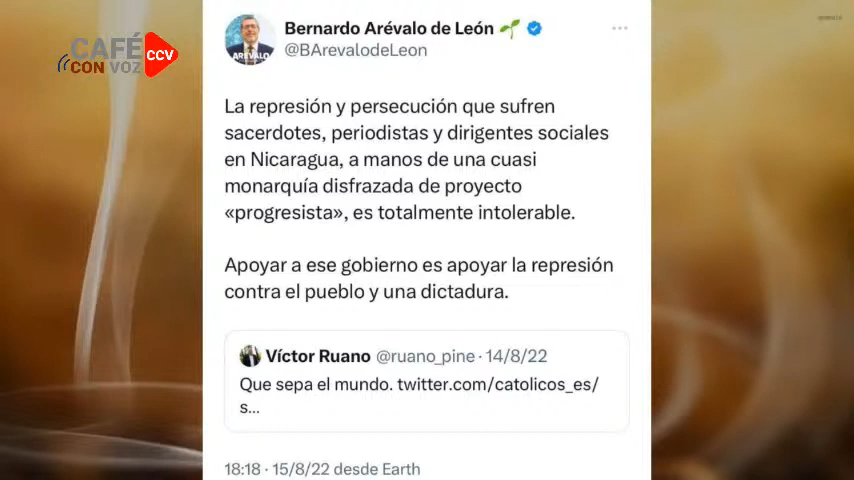 CAFÉ
CON VOZ
CCV
Bernardo Arévalo de León
@BArevalodeLeon
ARÉVALO
La represión y persecución que sufren
sacerdotes, periodistas y dirigentes sociales
en Nicaragua, a manos de una cuasi
monarquía disfrazada de proyecto
«progresista», es totalmente intolerable.
Apoyar a ese gobierno es apoyar la represión
contra el pueblo y una dictadura.
Víctor Ruano @ruano_pine · 14/8/22
Que sepa el mundo. twitter.com/catolicos_es/
s...
18:18 · 15/8/22 desde Earth